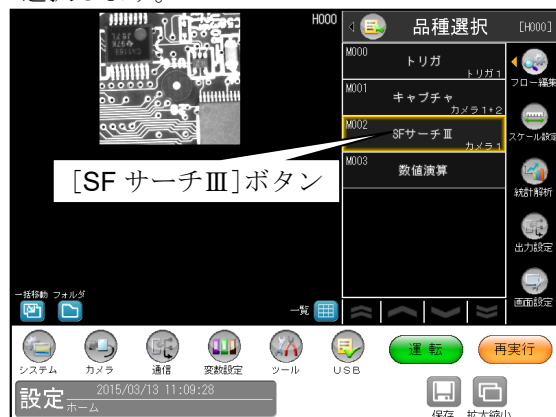 選択します。
H000
品種選択
[H000]
M000
トリガ
トリガ1
M001
キャプチャ
カメラ1+2
M002
SFサーチⅢ
カメラ1
M003
数値演算
フロー編集
スケール設定
統計解析
出力設定
画面設定
[SF サーチⅢ]ボタン
一括移動 フォルダ
一覧
システム
カメラ
通信
変数設定
ツール
USB
運 転
再実行
設定
2015/03/13 11:09:28
ホーム
保存
拡大縮小